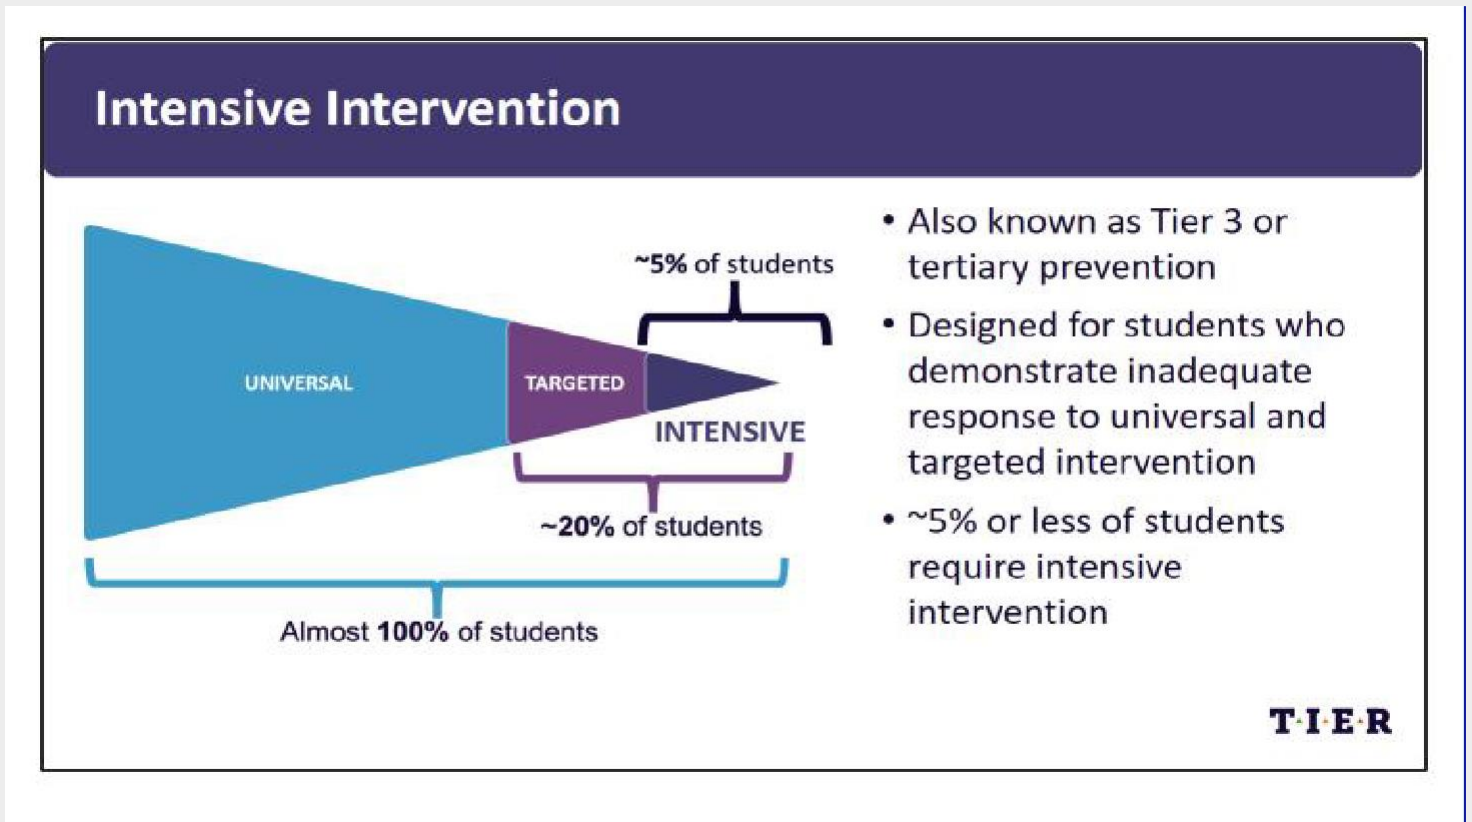 Intensive Intervention
~5% of students
UNIVERSAL
TARGETED
INTENSIVE
~20% of students
Almost 100% of students
• Also known as Tier 3 or
tertiary prevention
• Designed for students who
demonstrate inadequate
response to universal and
targeted intervention
• ~5% or less of students
require intensive
intervention
T·I·E·R